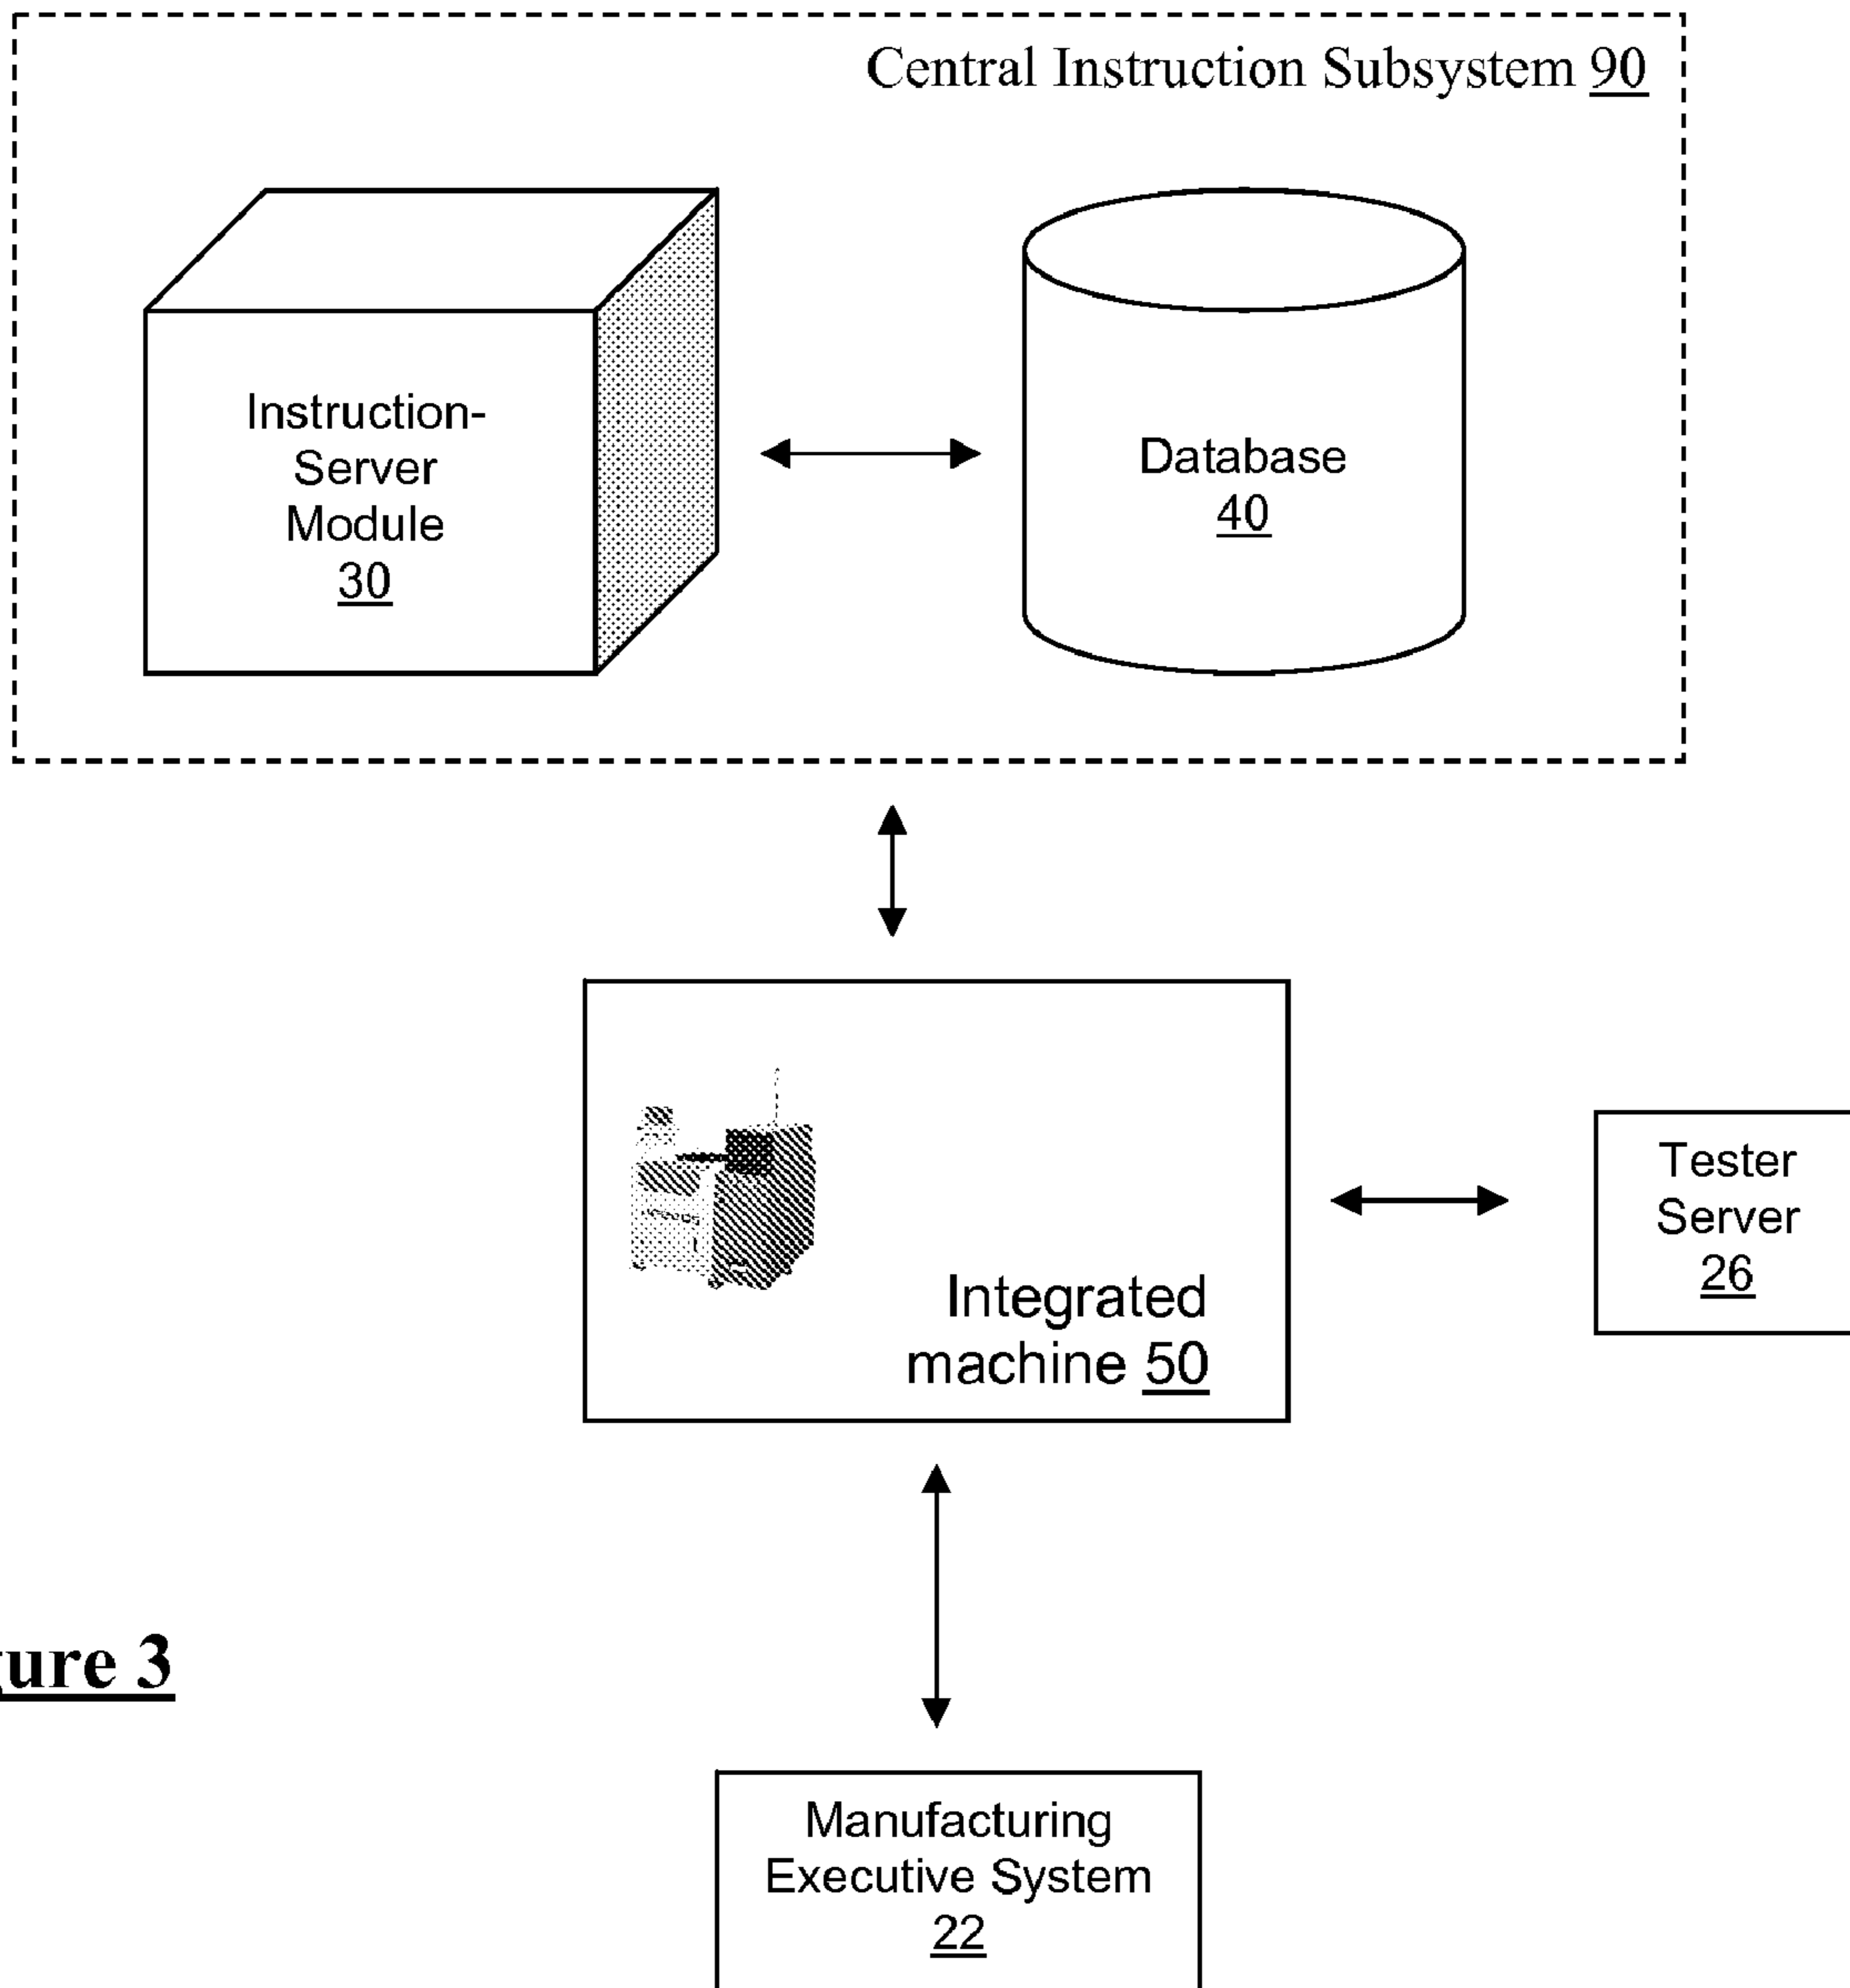 Central Instruction Subsystem 90
Instruction-
Server
Module
30
Database
40
Tester
Server
26
Integrated
machine 50
gure 3
Manufacturing
Executive System
22